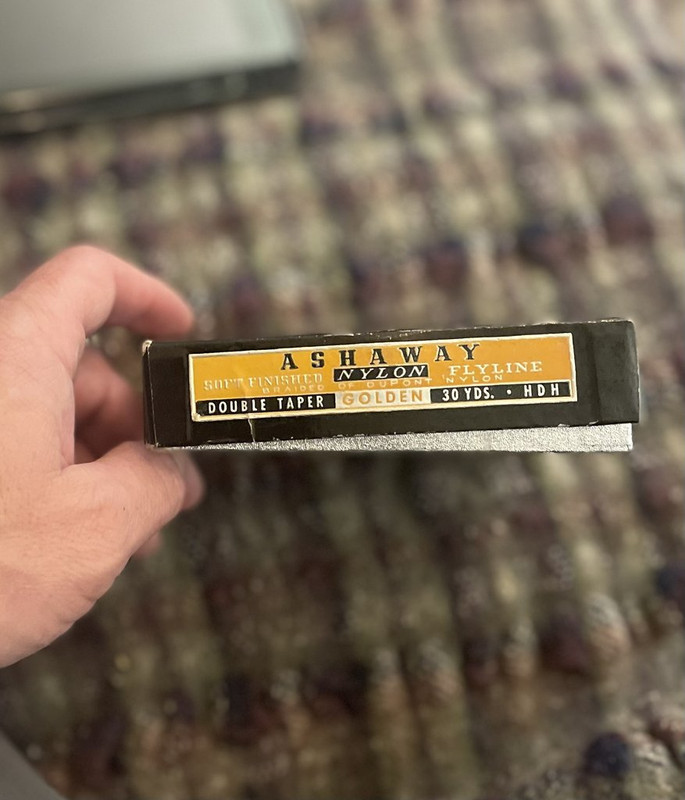 ASHAWAY
SOFT FINISHED NYLON FLYLINE
BRAIDED OF DUPONT NYLON
DOUBLE TAPER GOLDEN 30 YDS. • HDH